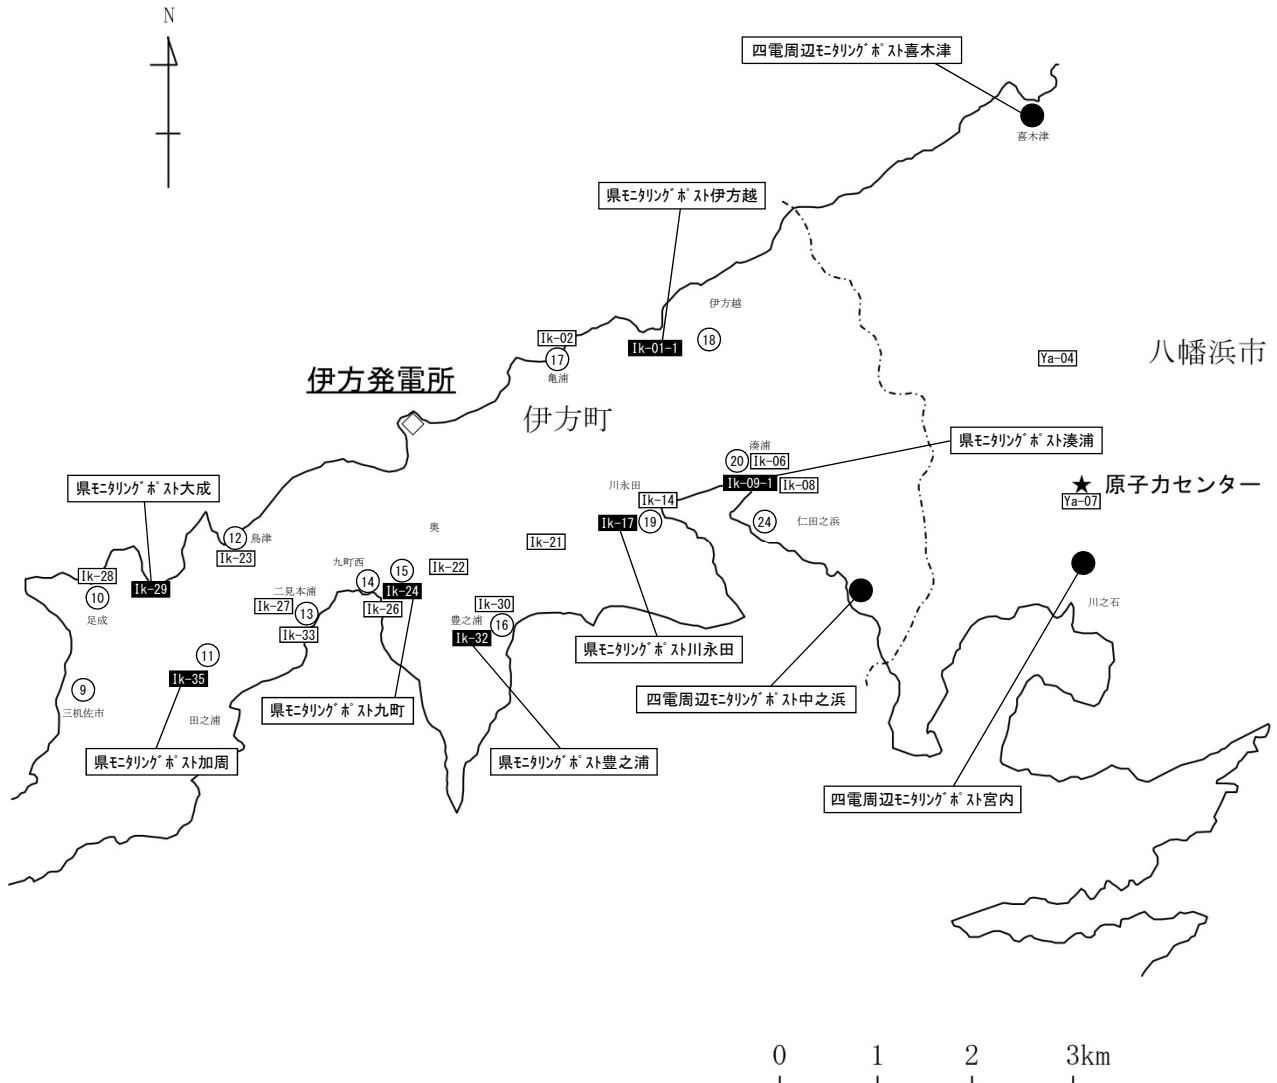 N
四電周辺ﾓﾆﾀﾘﾝｸﾞﾎﾟｽﾄ喜木津
喜木津
県ﾓﾆﾀﾘﾝｸﾞﾎﾟｽﾄ伊方越
伊方越
Ik-02
Ik-01-1
18
17
亀浦
Ya-04
八幡浜市
伊方発電所
伊方町
県ﾓﾆﾀﾘﾝｸﾞﾎﾟｽﾄ湊浦
湊浦
20
Ik-06
Ik-09-1
Ik-08
★ 原子力センター
Ya-07
県ﾓﾆﾀﾘﾝｸﾞﾎﾟｽﾄ大成
川永田
Ik-14
Ik-17
19
24
仁田之浜
奥
12
鳥津
Ik-23
Ik-21
Ik-28
Ik-29
10
足成
九町西
14
15
Ik-22
Ik-24
二見本浦
Ik-27
13
Ik-26
Ik-33
豊之浦
Ik-30
16
Ik-32
川之石
11
Ik-35
9
三机佐市
田之浦
県ﾓﾆﾀﾘﾝｸﾞﾎﾟｽﾄ川永田
四電周辺ﾓﾆﾀﾘﾝｸﾞﾎﾟｽﾄ中之浜
県ﾓﾆﾀﾘﾝｸﾞﾎﾟｽﾄ九町
県ﾓﾆﾀﾘﾝｸﾞﾎﾟｽﾄ加周
県ﾓﾆﾀﾘﾝｸﾞﾎﾟｽﾄ豊之浦
四電周辺ﾓﾆﾀﾘﾝｸﾞﾎﾟｽﾄ宮内
0 1 2 3km